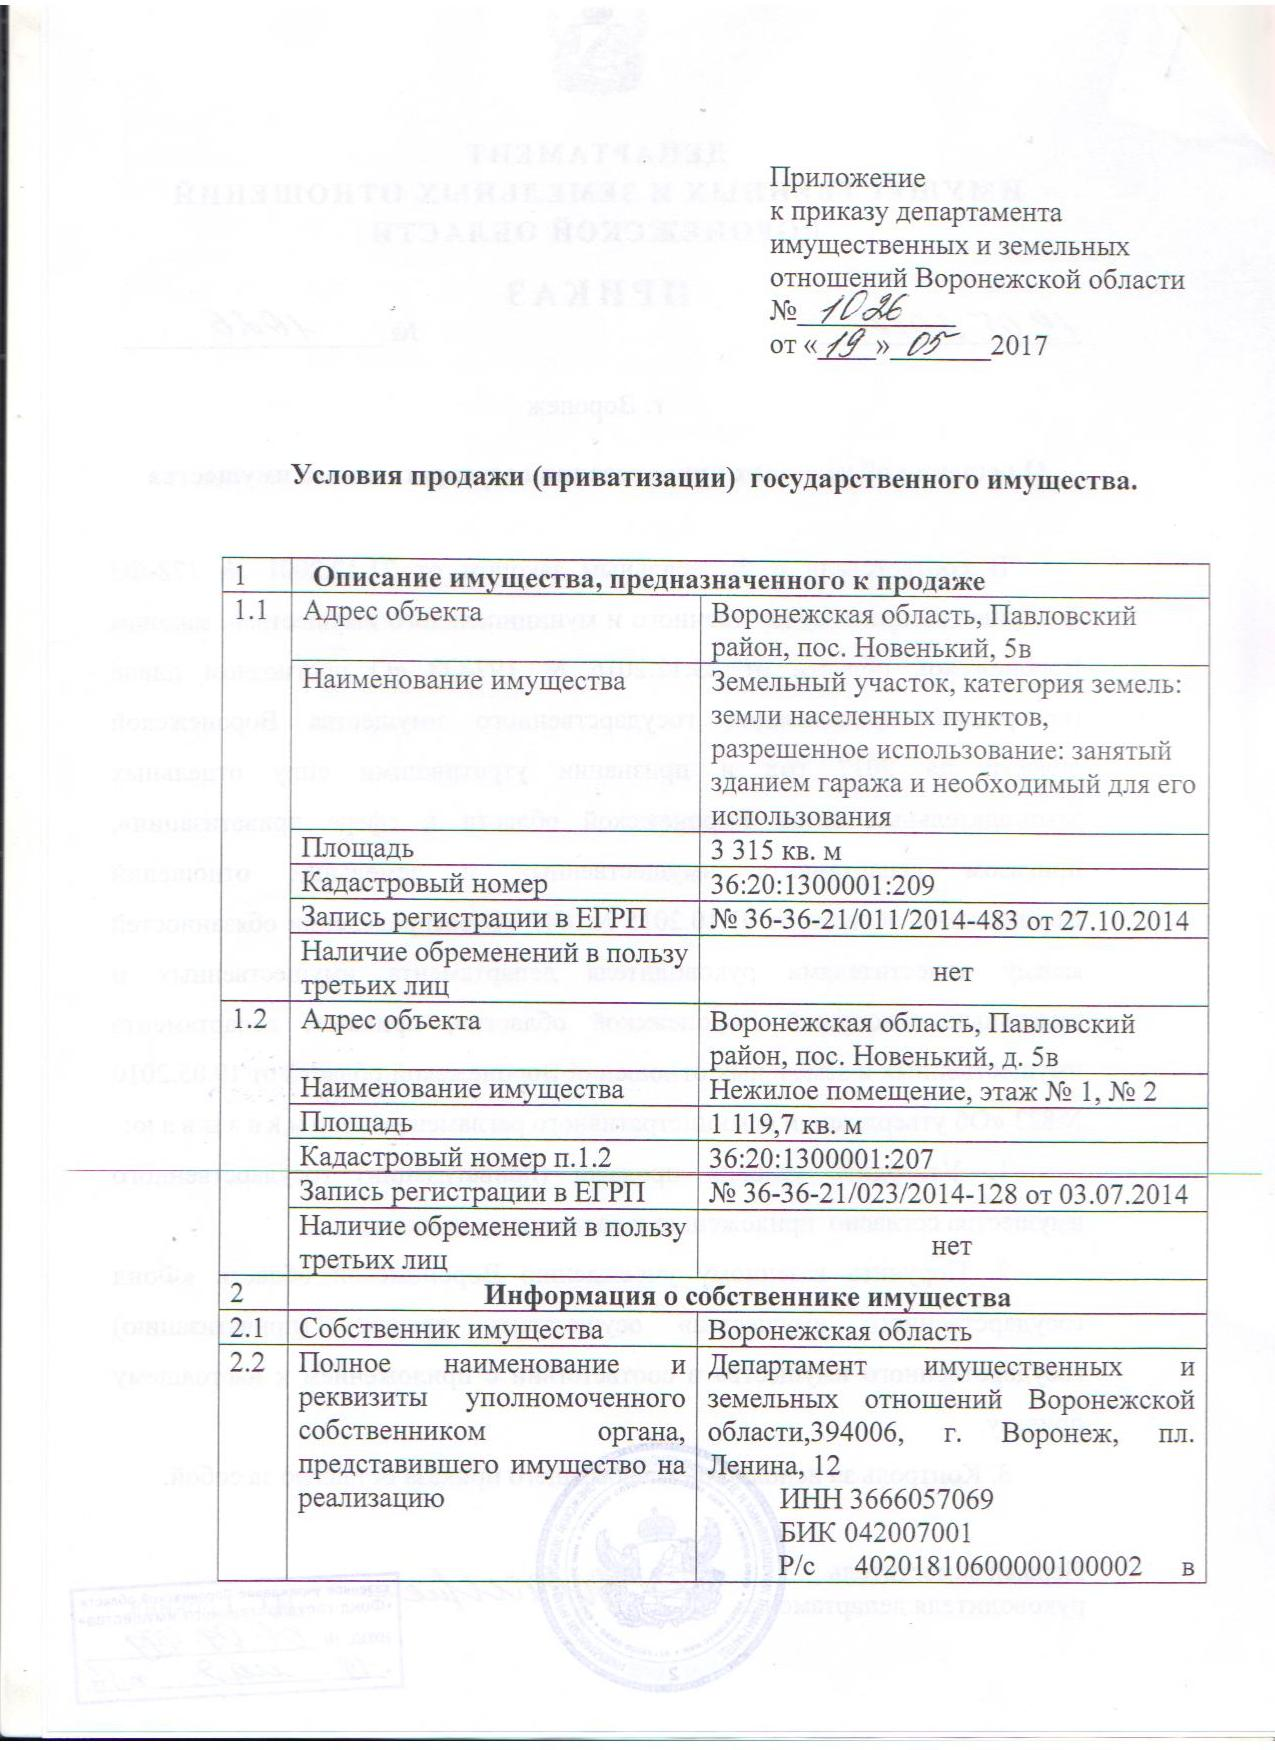 Приложение
к приказу департамента
имущественных и земельных
отношений Воронежской области
№ 1026
от « 19 » 05 2017
Условия продажи (приватизации) государственного имущества.
1 Описание имущества, предназначенного к продаже
1.1 Адрес объекта Воронежская область, Павловский
район, пос. Новенький, 5в
Наименование имущества Земельный участок, категория земель:
земли населенных пунктов,
разрешенное использование: занятый
зданием гаража и необходимый для его
использования
Площадь 3 315 кв. м
Кадастровый номер 36:20:1300001:209
Запись регистрации в ЕГРП № 36-36-21/011/2014-483 от 27.10.2014
Наличие обременений в пользу
третьих лиц нет
1.2 Адрес объекта Воронежская область, Павловский
район, пос. Новенький, д. 5в
Наименование имущества Нежилое помещение, этаж № 1, № 2
Площадь 1 119,7 кв. м
Кадастровый номер п.1.2 36:20:1300001:207
Запись регистрации в ЕГРП № 36-36-21/023/2014-128 от 03.07.2014
Наличие обременений в пользу
третьих лиц нет
2 Информация о собственнике имущества
2.1 Собственник имущества Воронежская область
2.2 Полное наименование и Департамент имущественных и
реквизиты уполномоченного земельных отношений Воронежской
собственником органа, области,394006, г. Воронеж, пл.
представившего имущество на Ленина, 12
реализацию ИНН 3666057069
БИК 042007001
Р/с 40201810600000100002 в